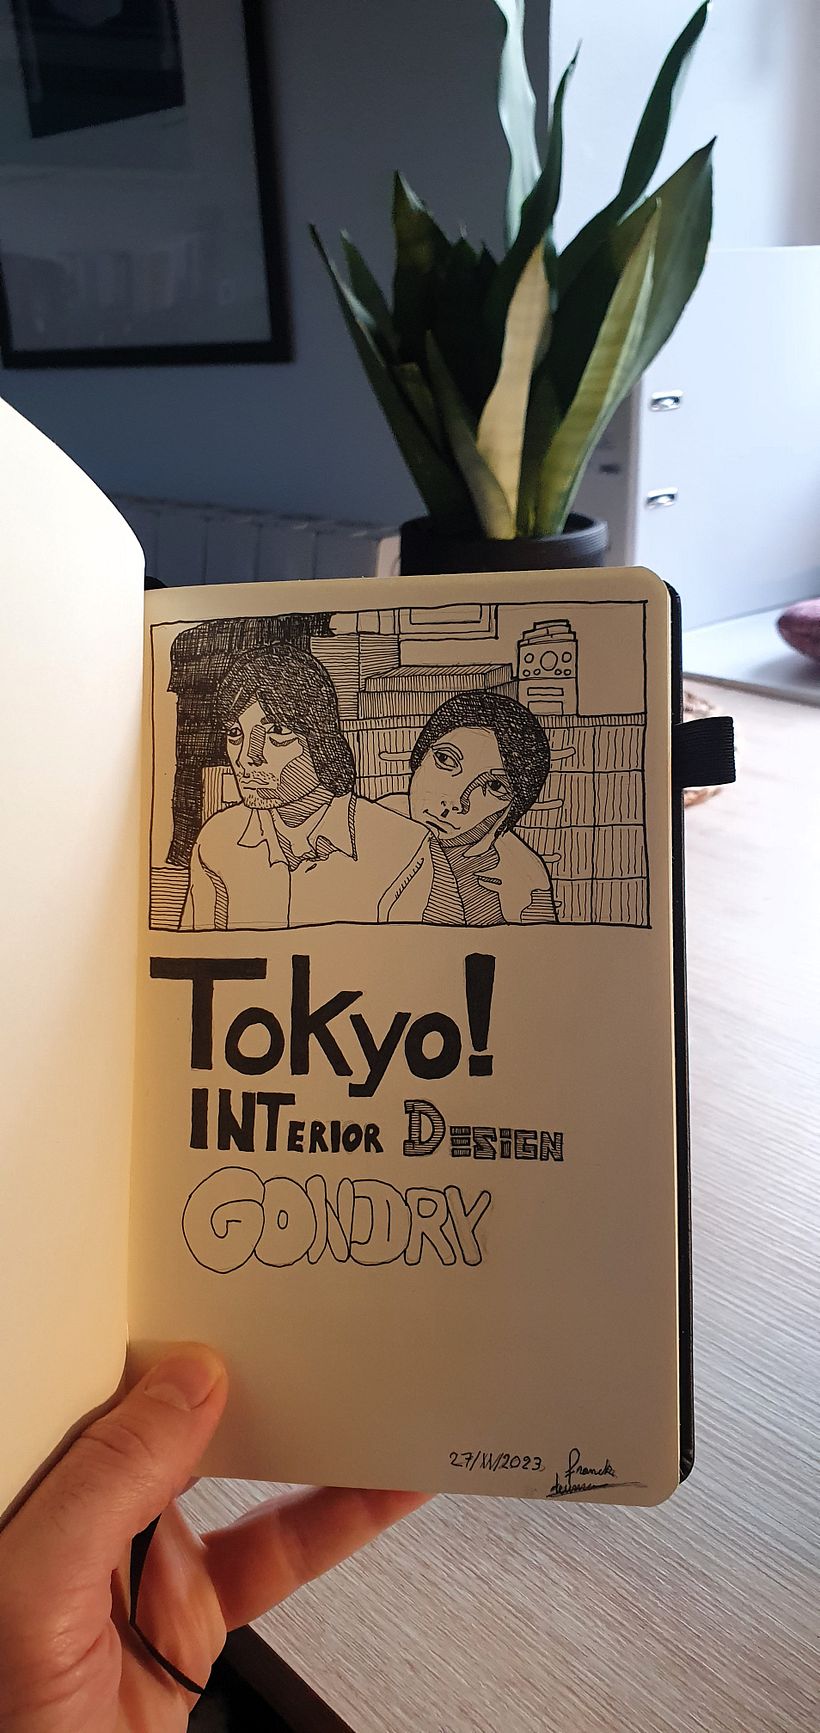 Tokyo!
INTERIOR DESIGN
GONDRY
27/XI/2023 franck